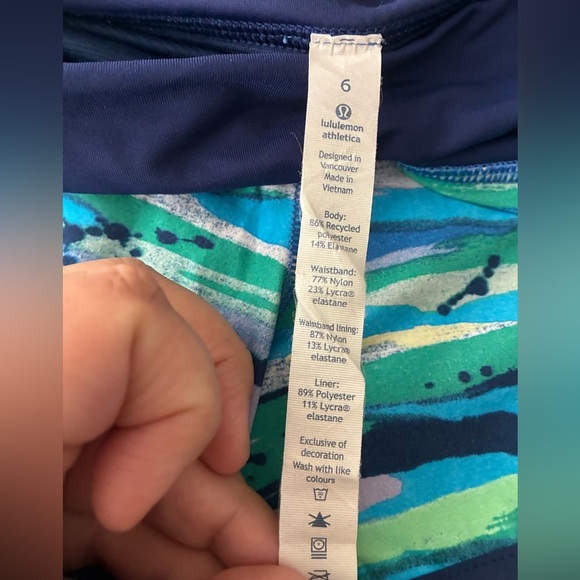 6
lululemon
athletica
Designed in
Vancouver
Made in
Vietnam
Body:
86% Recycled
polyester
14% Elastane
Waistband:
77% Nylon
23% Lycra®
elastane
Waistband lining:
87% Nylon
13% Lycra®
elastane
Liner:
89% Polyester
11% Lycra®
elastane
Exclusive of
decoration
Wash with like
colours